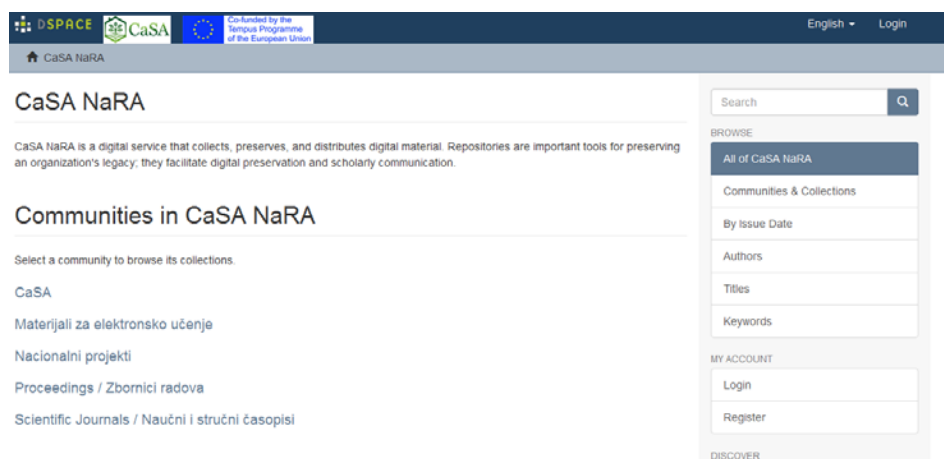 DSPACE
CaSA
Co-funded by the
Tempus Programme
of the European Union
English
Login
CaSA NaRA
CaSA NaRA
CaSA NaRA is a digital service that collects, preserves, and distributes digital material. Repositories are important tools for preserving
an organization's legacy; they facilitate digital preservation and scholarly communication.
Communities in CaSA NaRA
Select a community to browse its collections.
CaSA
Materijali za elektronsko učenje
Nacionalni projekti
Proceedings / Zbornici radova
Scientific Journals / Naučni i stručni časopisi
Search
BROWSE
All of CaSA NaRA
Communities & Collections
By Issue Date
Authors
Titles
Keywords
MY ACCOUNT
Login
Register
DISCOVER